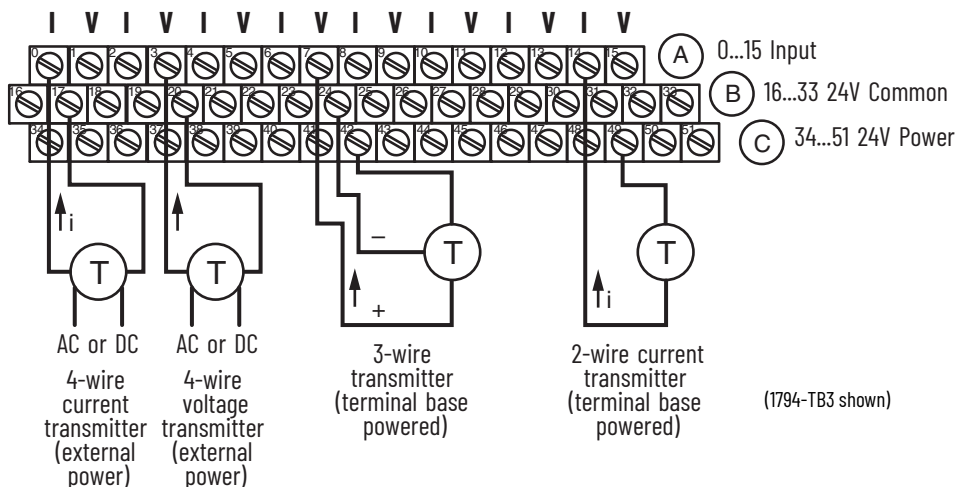 I V I V I V I V I V I V I V I V
0 1 2 3 4 5 6 7 8 9 10 11 12 13 14 15
A 0...15 Input
16 17 18 19 20 21 22 23 24 25 26 27 28 29 30 31 32 33
B 16...33 24V Common
34 35 36 37 38 39 40 41 42 43 44 45 46 47 48 49 50 51
C 34...51 24V Power
i
i
–
+
T
T
T
T
AC or DC
4-wire
current
transmitter
(external
power)
AC or DC
4-wire
voltage
transmitter
(external
power)
3-wire
transmitter
(terminal base
powered)
2-wire current
transmitter
(terminal base
powered)
(1794-TB3 shown)